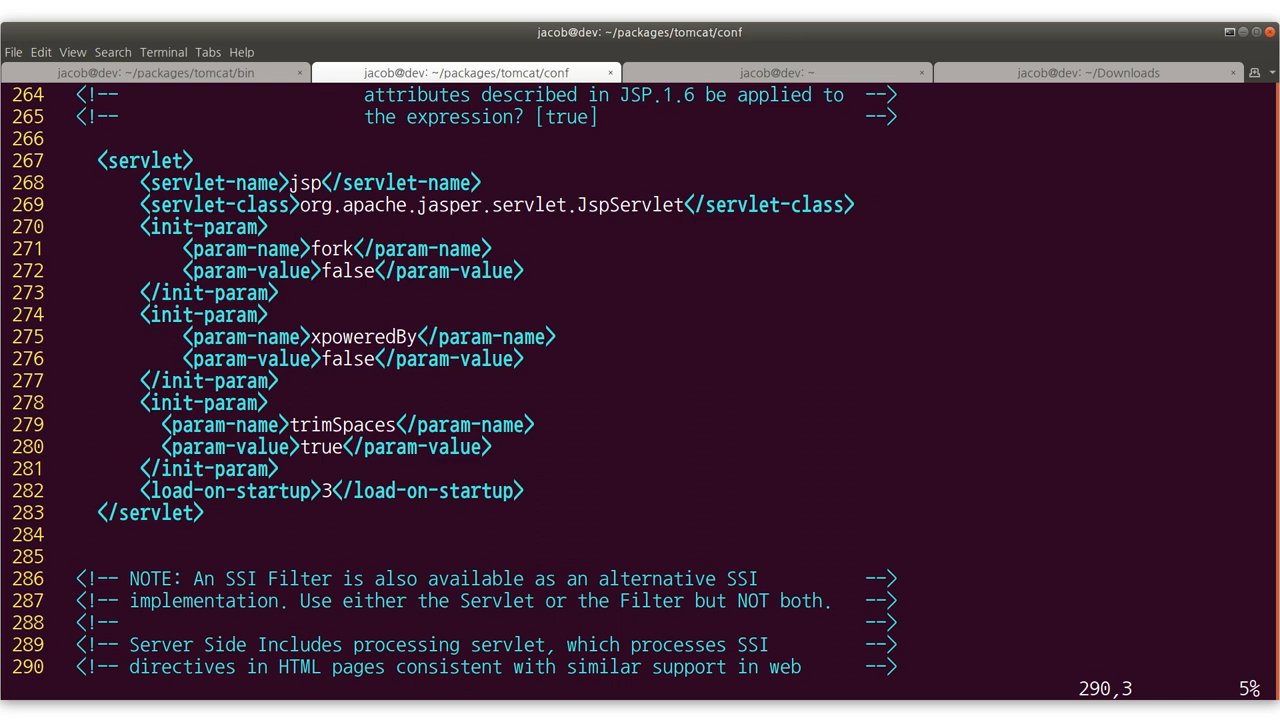 jacob@dev: ~/packages/tomcat/conf
File Edit View Search Terminal Tabs Help
jacob@dev: ~/packages/tomcat/bin × jacob@dev: ~/packages/tomcat/conf × jacob@dev: ~ × jacob@dev: ~/Downloads ×
264 <!-- attributes described in JSP.1.6 be applied to -->
265 <!-- the expression? [true] -->
266
267 <servlet>
268 <servlet-name>jsp</servlet-name>
269 <servlet-class>org.apache.jasper.servlet.JspServlet</servlet-class>
270 <init-param>
271 <param-name>fork</param-name>
272 <param-value>false</param-value>
273 </init-param>
274 <init-param>
275 <param-name>xpoweredBy</param-name>
276 <param-value>false</param-value>
277 </init-param>
278 <init-param>
279 <param-name>trimSpaces</param-name>
280 <param-value>true</param-value>
281 </init-param>
282 <load-on-startup>3</load-on-startup>
283 </servlet>
284
285
286 <!-- NOTE: An SSI Filter is also available as an alternative SSI -->
287 <!-- implementation. Use either the Servlet or the Filter but NOT both. -->
288 <!-- -->
289 <!-- Server Side Includes processing servlet, which processes SSI -->
290 <!-- directives in HTML pages consistent with similar support in web -->
290,3 5%